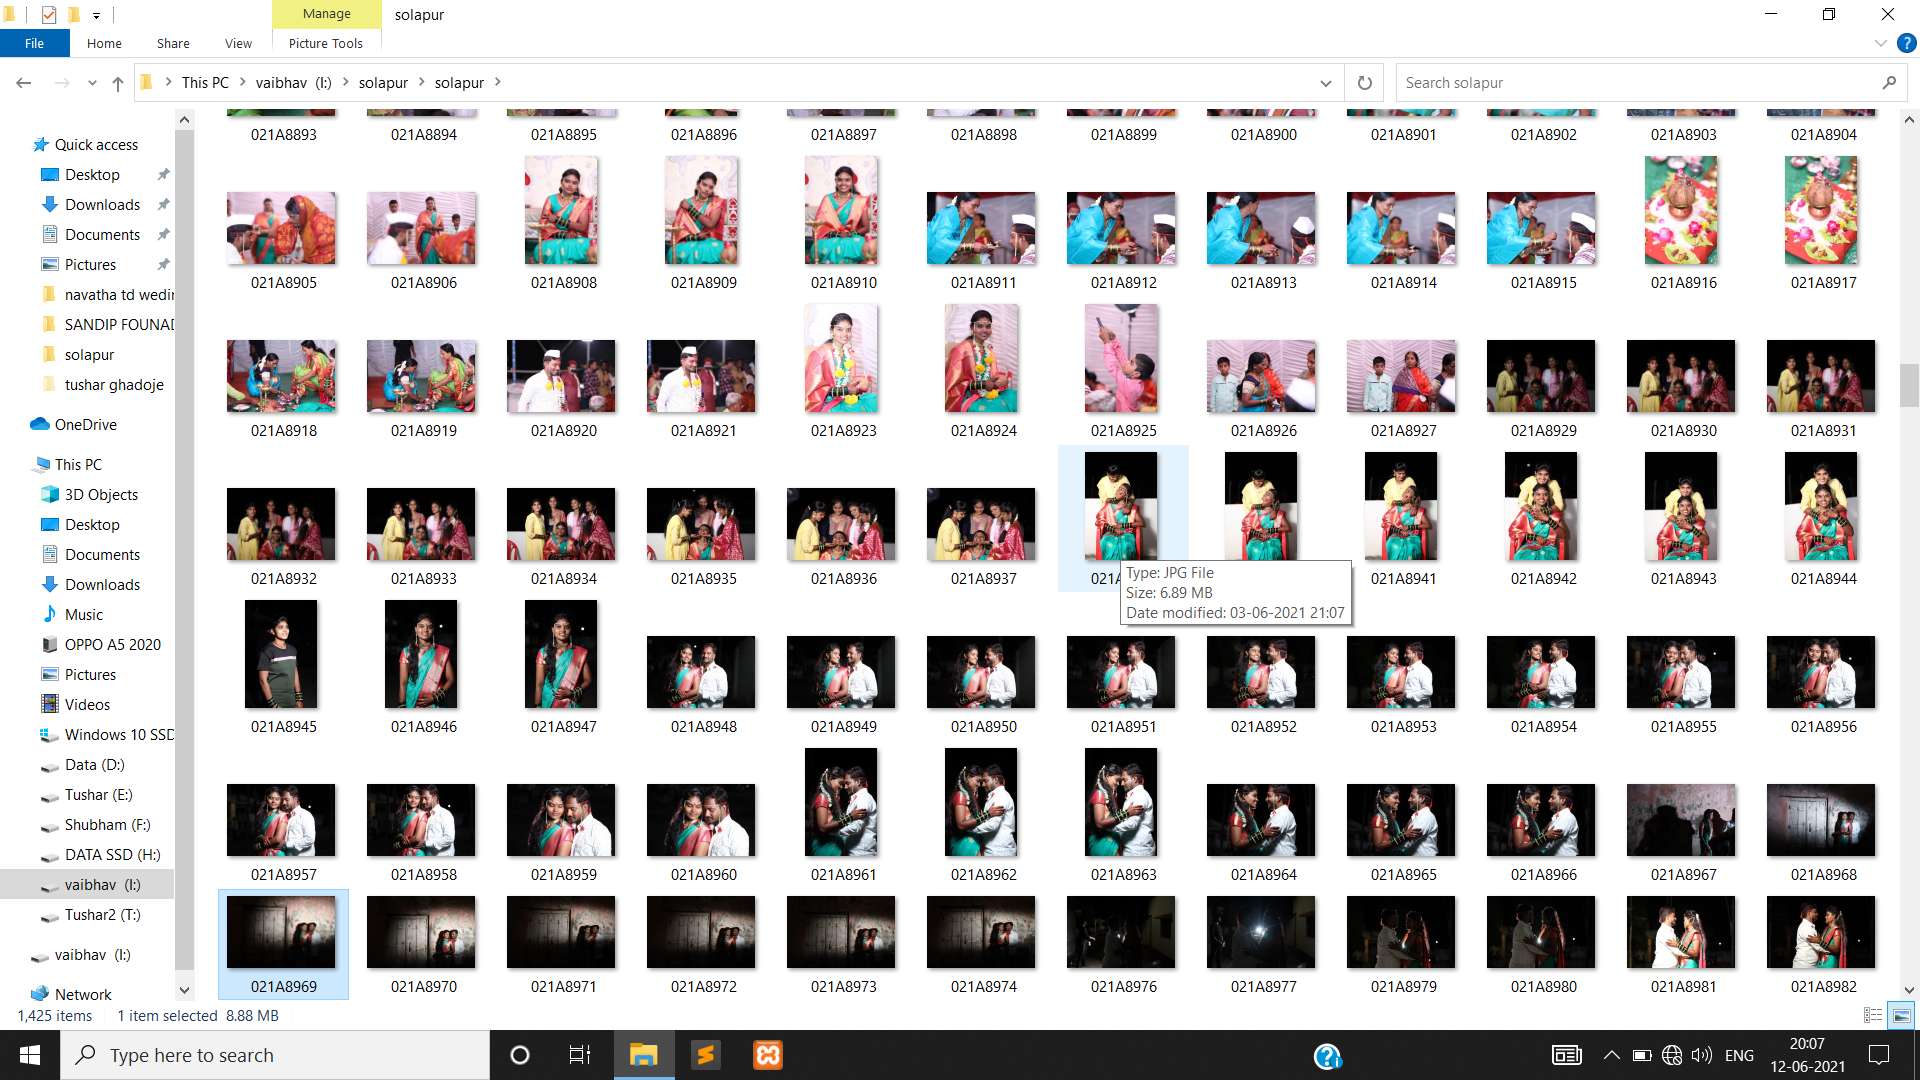 Manage
solapur
File
Home
Share
View
Picture Tools
This PC
vaibhav (I:)
solapur
solapur
Search solapur
021A8893 021A8894 021A8895 021A8896 021A8897 021A8898 021A8899 021A8900 021A8901 021A8902 021A8903 021A8904
021A8905 021A8906 021A8908 021A8909 021A8910 021A8911 021A8912 021A8913 021A8914 021A8915 021A8916 021A8917
021A8918 021A8919 021A8920 021A8921 021A8923 021A8924 021A8925 021A8926 021A8927 021A8929 021A8930 021A8931
021A8932 021A8933 021A8934 021A8935 021A8936 021A8937 021A8941 021A8942 021A8943 021A8944
Type: JPG File
Size: 6.89 MB
Date modified: 03-06-2021 21:07
021A8945 021A8946 021A8947 021A8948 021A8949 021A8950 021A8951 021A8952 021A8953 021A8954 021A8955 021A8956
021A8957 021A8958 021A8959 021A8960 021A8961 021A8962 021A8963 021A8964 021A8965 021A8966 021A8967 021A8968
021A8969 021A8970 021A8971 021A8972 021A8973 021A8974 021A8976 021A8977 021A8979 021A8980 021A8981 021A8982
Quick access
Desktop
Downloads
Documents
Pictures
navatha td wedin
SANDIP FOUNAD
solapur
tushar ghadoje
OneDrive
This PC
3D Objects
Desktop
Documents
Downloads
Music
OPPO A5 2020
Pictures
Videos
Windows 10 SSD
Data (D:)
Tushar (E:)
Shubham (F:)
DATA SSD (H:)
vaibhav (I:)
Tushar2 (T:)
vaibhav (I:)
Network
1,425 items
1 item selected 8.88 MB
Type here to search
ENG
20:07
12-06-2021